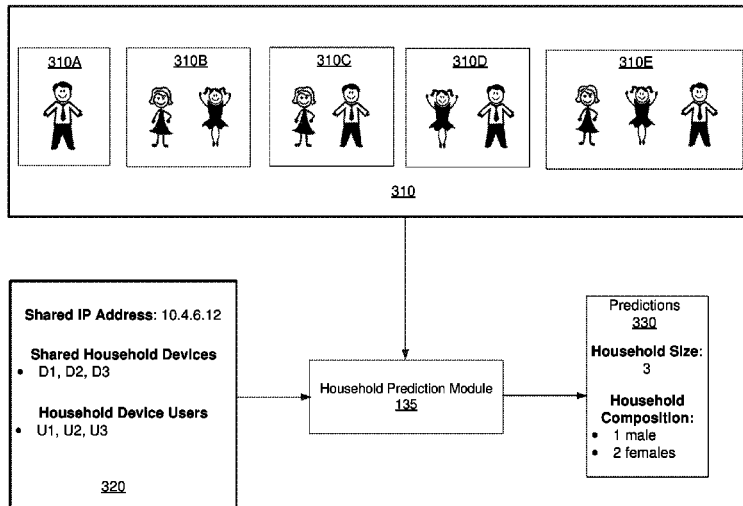 310A
310B
310C
310D
310E
310
Shared IP Address: 10.4.6.12
Shared Household Devices
• D1, D2, D3
Household Device Users
• U1, U2, U3
320
Household Prediction Module
135
Predictions
330
Household Size:
3
Household
Composition:
• 1 male
• 2 females